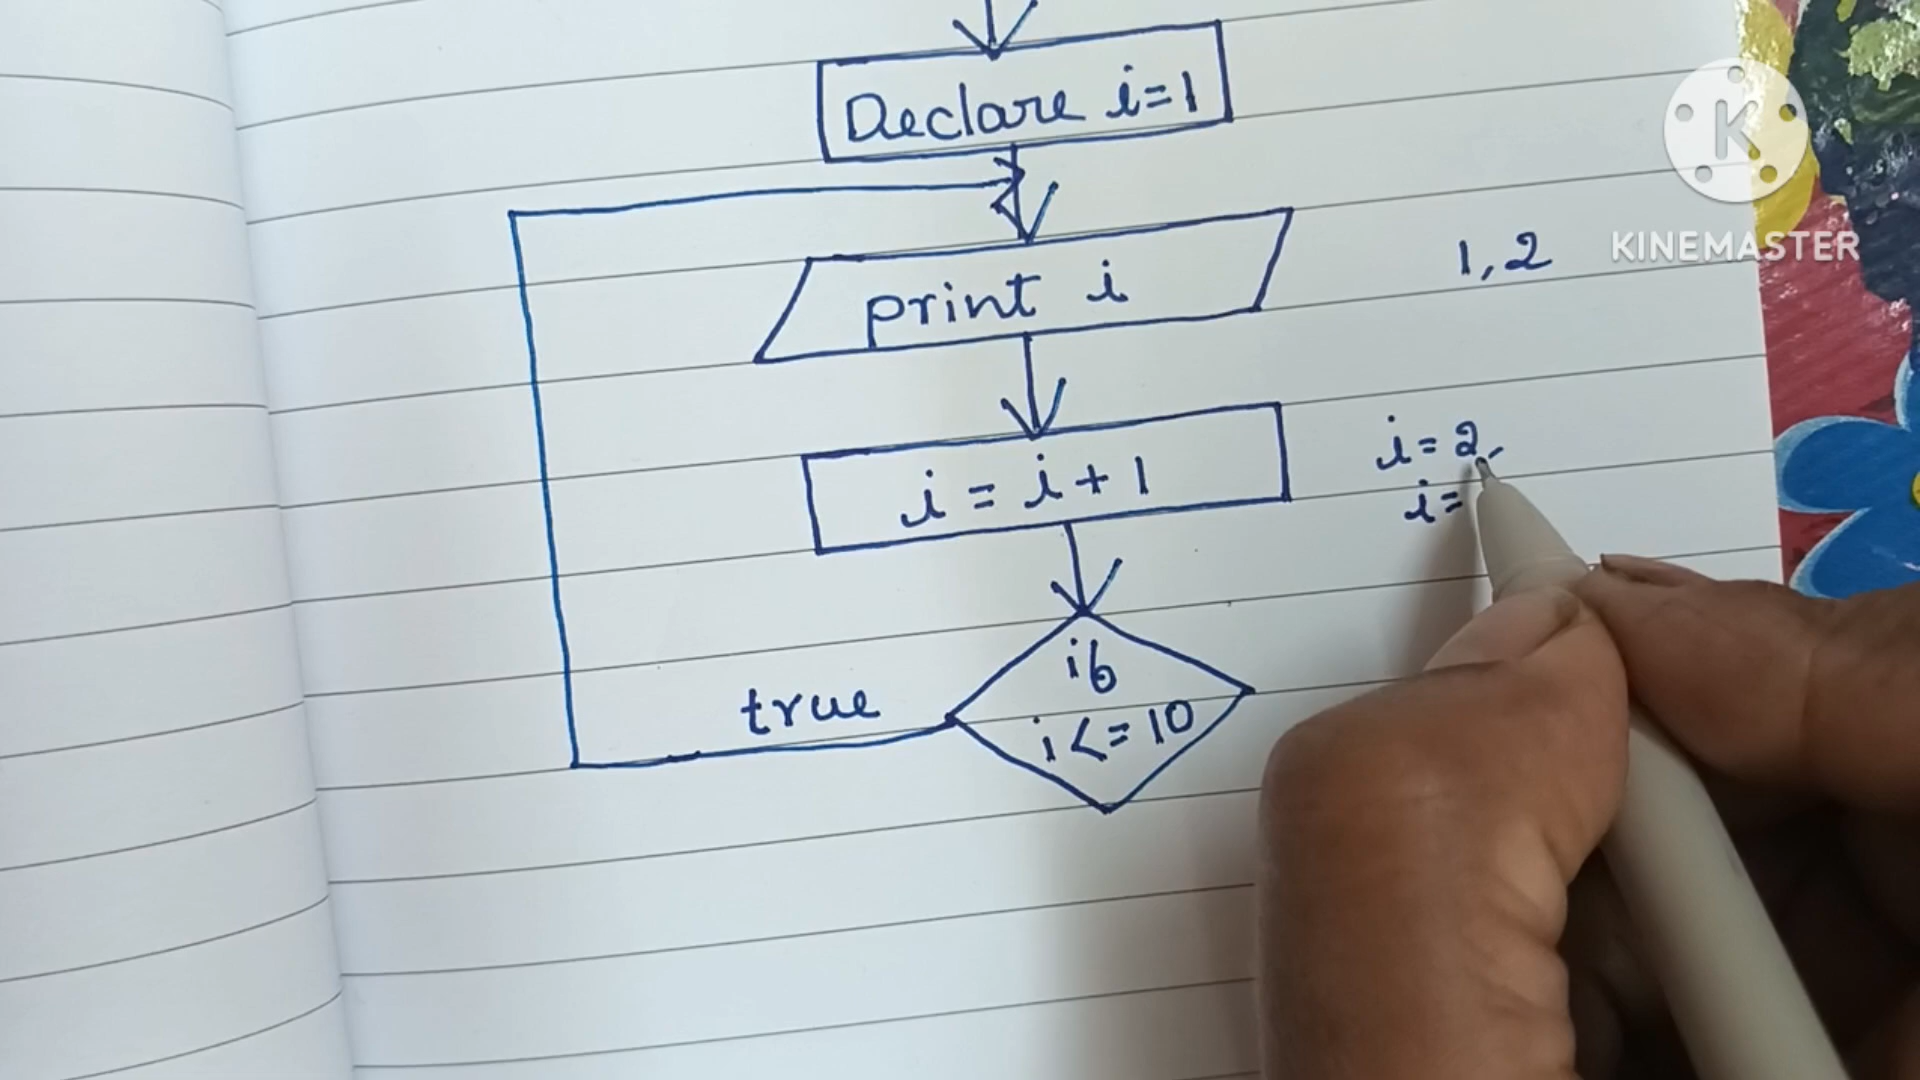 Declare i=1
print i
1,2
K
KINEMASTER
i = i + 1
i = 2,
i =
if
i <= 10
true